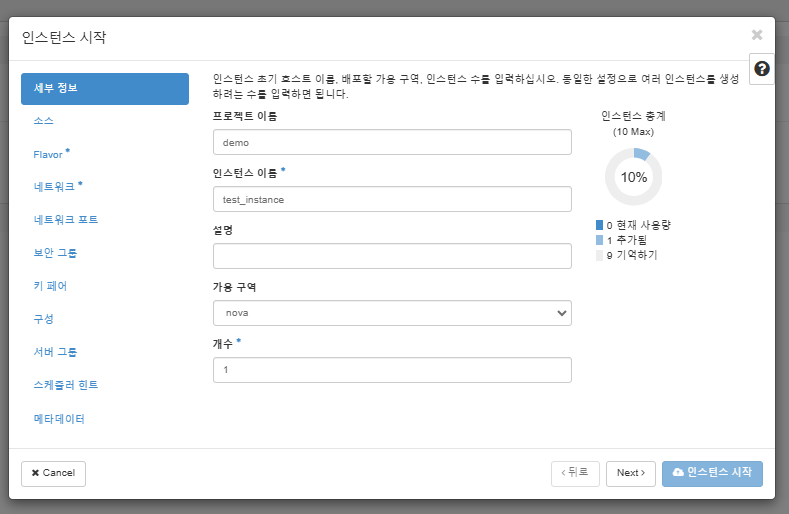 인스턴스 시작
×
세부 정보
소스
Flavor *
네트워크 *
네트워크 포트
보안 그룹
키 페어
구성
서버 그룹
스케줄러 힌트
메타데이터
인스턴스 초기 호스트 이름, 배포할 가용 구역, 인스턴스 수를 입력하십시오. 동일한 설정으로 여러 인스턴스를 생성
하려는 수를 입력하면 됩니다.
?
프로젝트 이름
demo
인스턴스 이름 *
test_instance
설명
가용 구역
nova
개수 *
1
인스턴스 총계
(10 Max)
10%
0 현재 사용량
1 추가됨
9 기억하기
× Cancel
‹ 뒤로
Next ›
인스턴스 시작